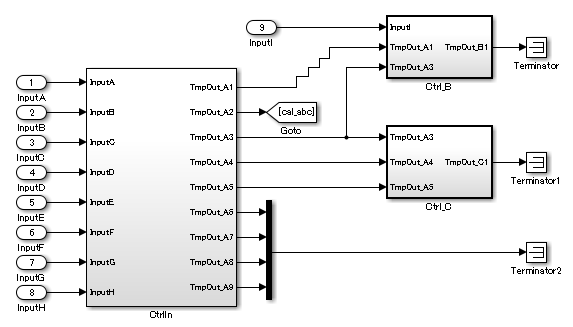 9
InputI
InputI
TmpOut_A1
TmpOut_A3
TmpOut_B1
Ctrl_B
Terminator
1
InputA
2
InputB
3
InputC
4
InputD
5
InputE
6
InputF
7
InputG
8
InputH
InputA
InputB
InputC
InputD
InputE
InputF
InputG
InputH
TmpOut_A1
TmpOut_A2
TmpOut_A3
TmpOut_A4
TmpOut_A5
TmpOut_A6
TmpOut_A7
TmpOut_A8
TmpOut_A9
CtrlIn
[cal_abc]
Goto
TmpOut_A3
TmpOut_A4
TmpOut_A5
TmpOut_C1
Ctrl_C
Terminator1
Terminator2